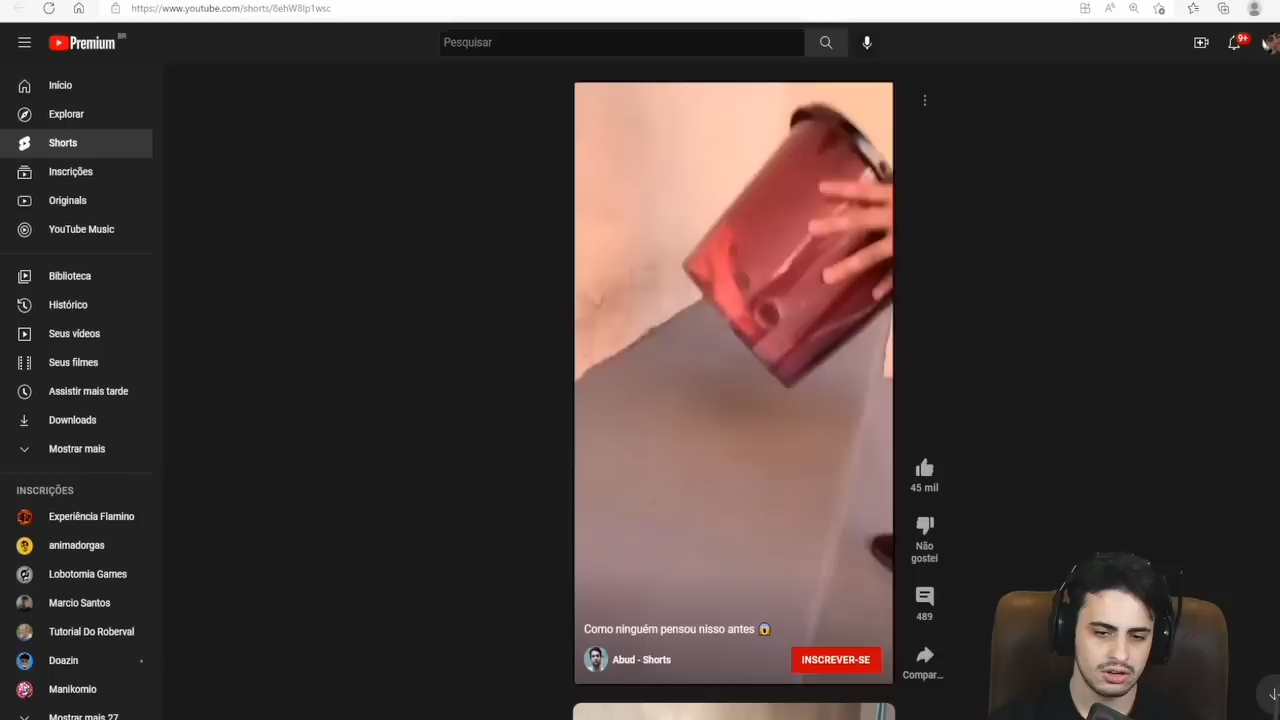 https://www.youtube.com/shorts/8ehW8lp1wsc
Premium BR
Pesquisar
9+
Início
Explorar
Shorts
Inscrições
Originals
YouTube Music
Biblioteca
Histórico
Seus vídeos
Seus filmes
Assistir mais tarde
Downloads
Mostrar mais
INSCRIÇÕES
Experiência Flamino
animadorgas
Lobotomia Games
Marcio Santos
Tutorial Do Roberval
Doazin
Manikomio
Mostrar mais 27
45 mil
Não
gostei
489
Compar...
Como ninguém pensou nisso antes 😱
Abud - Shorts
INSCREVER-SE